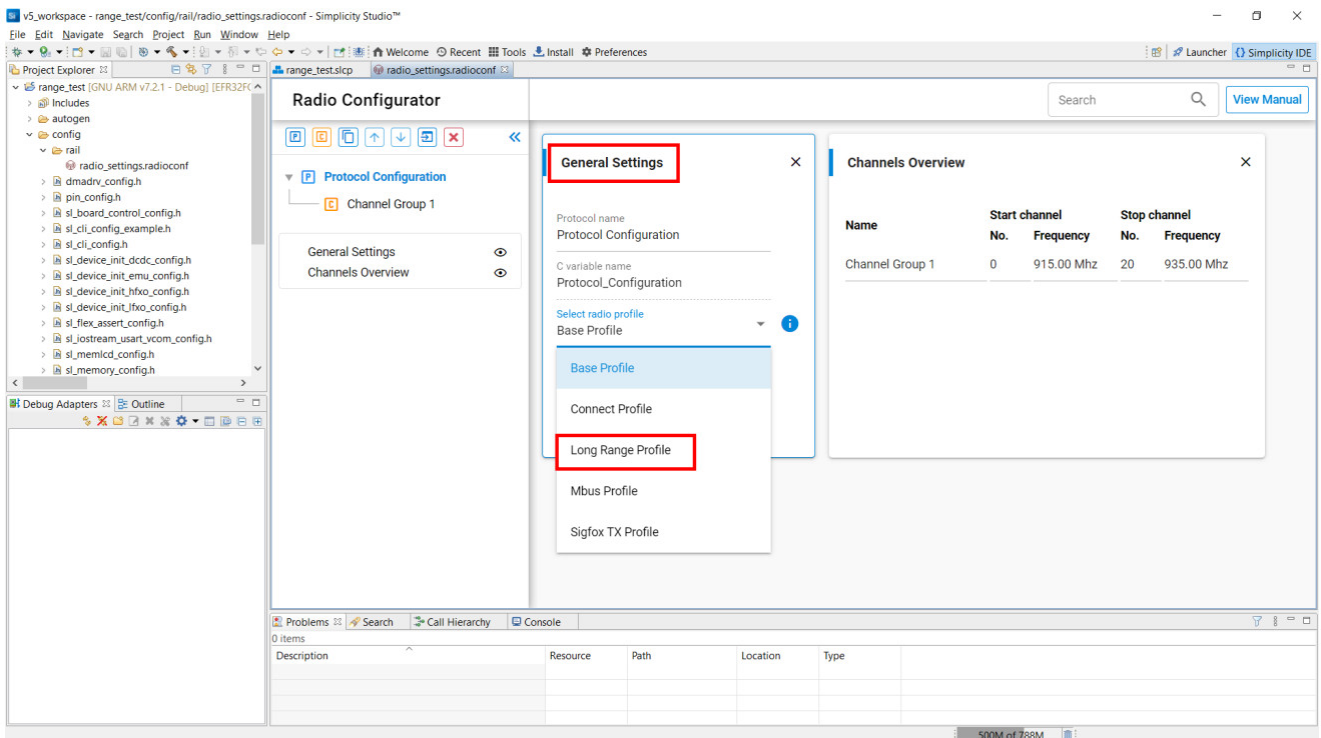 v5_workspace - range_test/config/rail/radio_settings.radioconf - Simplicity Studio™
File Edit Navigate Search Project Run Window Help
Welcome Recent Tools Install Preferences
Launcher {} Simplicity IDE
Project Explorer
range_test [GNU ARM v7.2.1 - Debug] [EFR32F
Includes
autogen
config
rail
radio_settings.radioconf
dmadrv_config.h
pin_config.h
sl_board_control_config.h
sl_cli_config_example.h
sl_cli_config.h
sl_device_init_dcdc_config.h
sl_device_init_emu_config.h
sl_device_init_hfxo_config.h
sl_device_init_lfxo_config.h
sl_flex_assert_config.h
sl_iostream_usart_vcom_config.h
sl_memlcd_config.h
sl_memory_config.h
Debug Adapters Outline
range_test.slcp radio_settings.radioconf
Radio Configurator
Search
View Manual
Protocol Configuration
Channel Group 1
General Settings
Channels Overview
General Settings
Protocol name
Protocol Configuration
C variable name
Protocol_Configuration
Select radio profile
Base Profile
Base Profile
Connect Profile
Long Range Profile
Mbus Profile
Sigfox TX Profile
Channels Overview
Start channel Stop channel
Name No. Frequency No. Frequency
Channel Group 1 0 915.00 Mhz 20 935.00 Mhz
Problems Search Call Hierarchy Console
0 items
Description Resource Path Location Type
500M of 788M